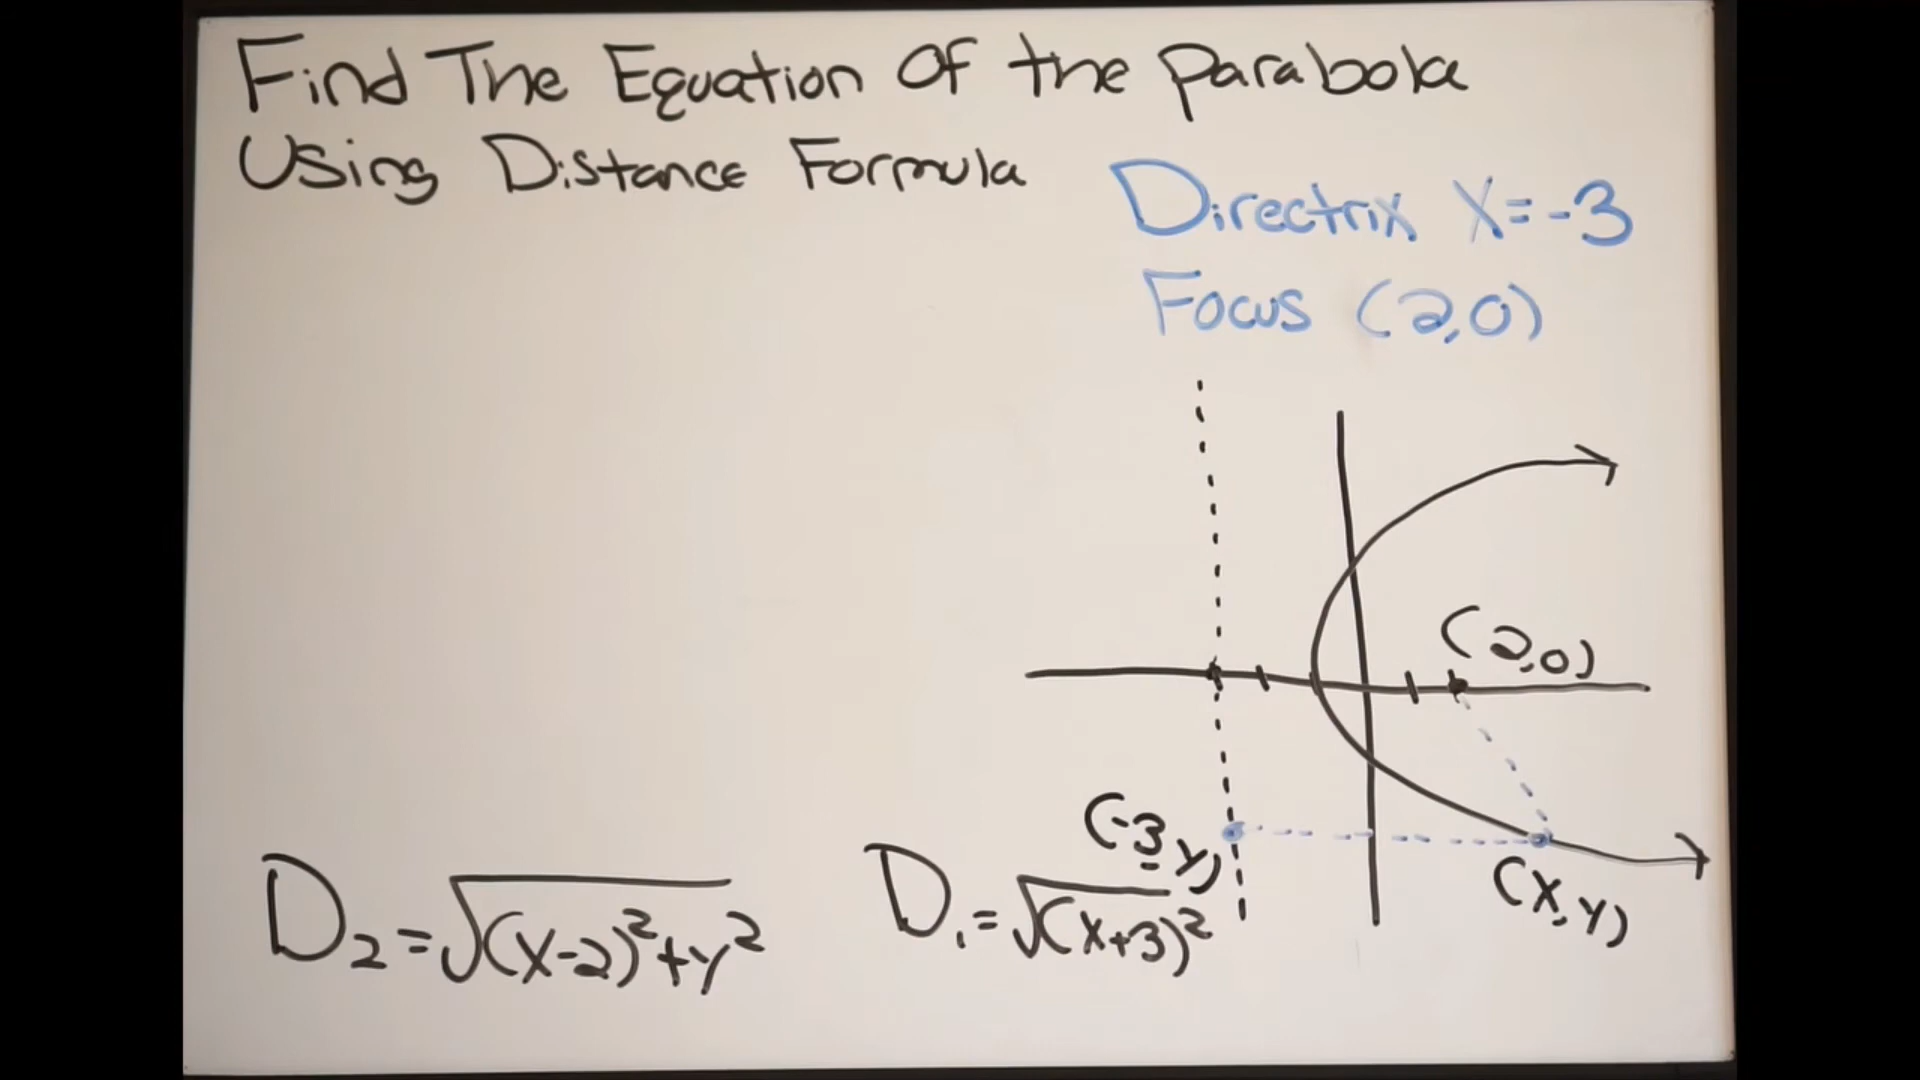 Find The Equation Of the Parabola
Using Distance Formula
Directrix X=-3
Focus (2,0)
(2,0)
(-3,Y)
(X,Y)
D₂=√(X-2)²+Y²
D₁=√(X+3)²